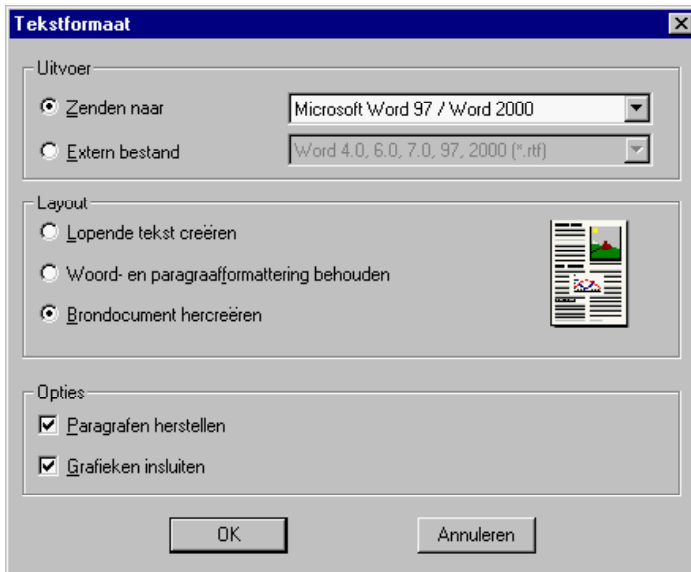 Tekstformaat
Uitvoer
Zenden naar
Microsoft Word 97 / Word 2000
Extern bestand
Word 4.0, 6.0, 7.0, 97, 2000 (*.rtf)
Layout
Lopende tekst creëren
Woord- en paragraafformattering behouden
Brondocument hercreëren
Opties
Paragrafen herstellen
Grafieken insluiten
OK
Annuleren